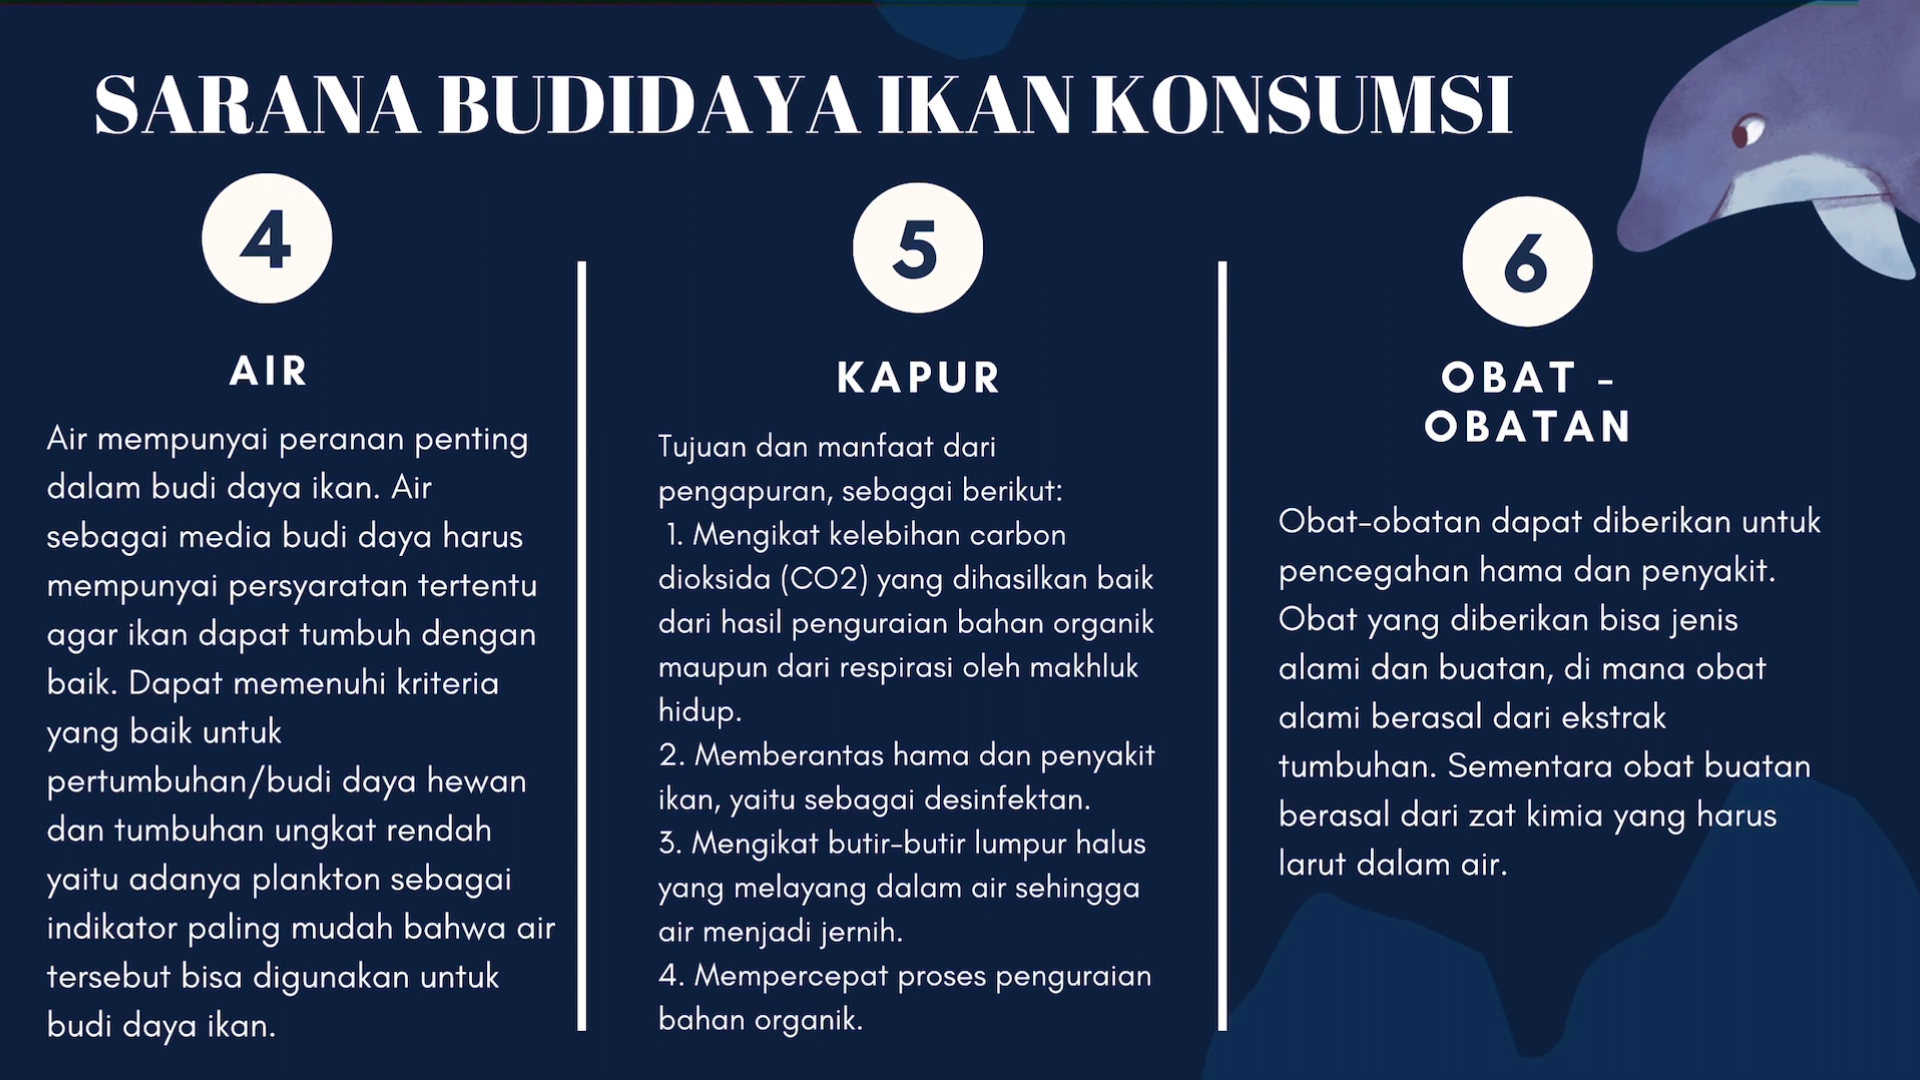 SARANA BUDIDAYA IKAN KONSUMSI
4
AIR
Air mempunyai peranan penting
dalam budi daya ikan. Air
sebagai media budi daya harus
mempunyai persyaratan tertentu
agar ikan dapat tumbuh dengan
baik. Dapat memenuhi kriteria
yang baik untuk
pertumbuhan/budi daya hewan
dan tumbuhan ungkat rendah
yaitu adanya plankton sebagai
indikator paling mudah bahwa air
tersebut bisa digunakan untuk
budi daya ikan.
5
KAPUR
Tujuan dan manfaat dari
pengapuran, sebagai berikut:
1. Mengikat kelebihan carbon
dioksida (CO2) yang dihasilkan baik
dari hasil penguraian bahan organik
maupun dari respirasi oleh makhluk
hidup.
2. Memberantas hama dan penyakit
ikan, yaitu sebagai desinfektan.
3. Mengikat butir-butir lumpur halus
yang melayang dalam air sehingga
air menjadi jernih.
4. Mempercepat proses penguraian
bahan organik.
6
OBAT -
OBATAN
Obat-obatan dapat diberikan untuk
pencegahan hama dan penyakit.
Obat yang diberikan bisa jenis
alami dan buatan, di mana obat
alami berasal dari ekstrak
tumbuhan. Sementara obat buatan
berasal dari zat kimia yang harus
larut dalam air.